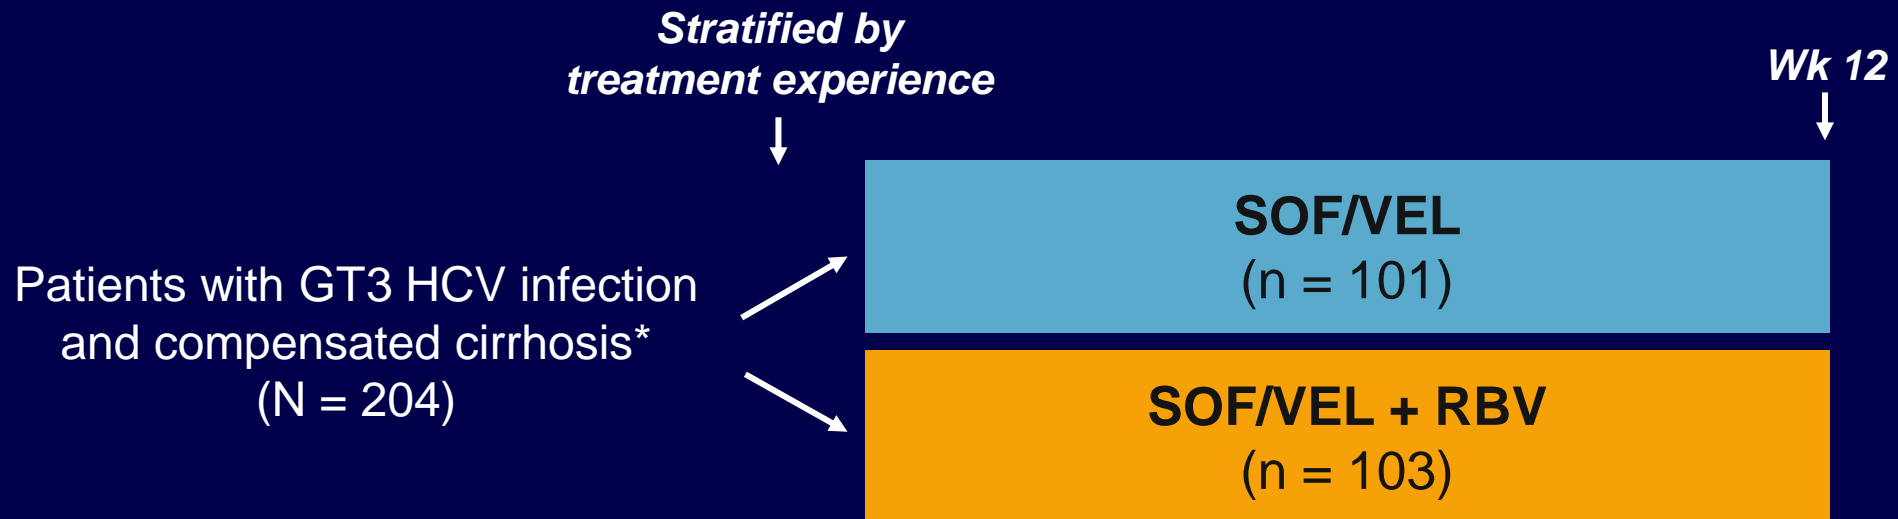 Stratified by
treatment experience
Wk 12
Patients with GT3 HCV infection
and compensated cirrhosis*
(N = 204)
SOF/VEL
(n = 101)
SOF/VEL + RBV
(n = 103)